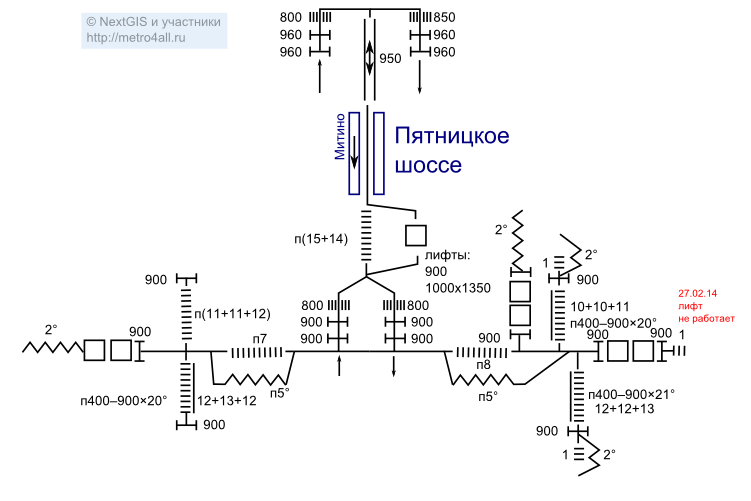 © NextGIS и участники
http://metro4all.ru
800 850
960 960
960 960
950
Митино
Пятницкое
шоссе
п(15+14)
лифты:
900
1000x1350
2°
1
2°
900
900
п(11+11+12)
800 800
900 900
900 900
10+10+11
п400–900×20°
27.02.14
лифт
не работает
2°
900
п7
п8
900
900
900
1
п5°
п5°
п400–900×20°
12+13+12
900
п400–900×21°
12+12+13
900
1
2°